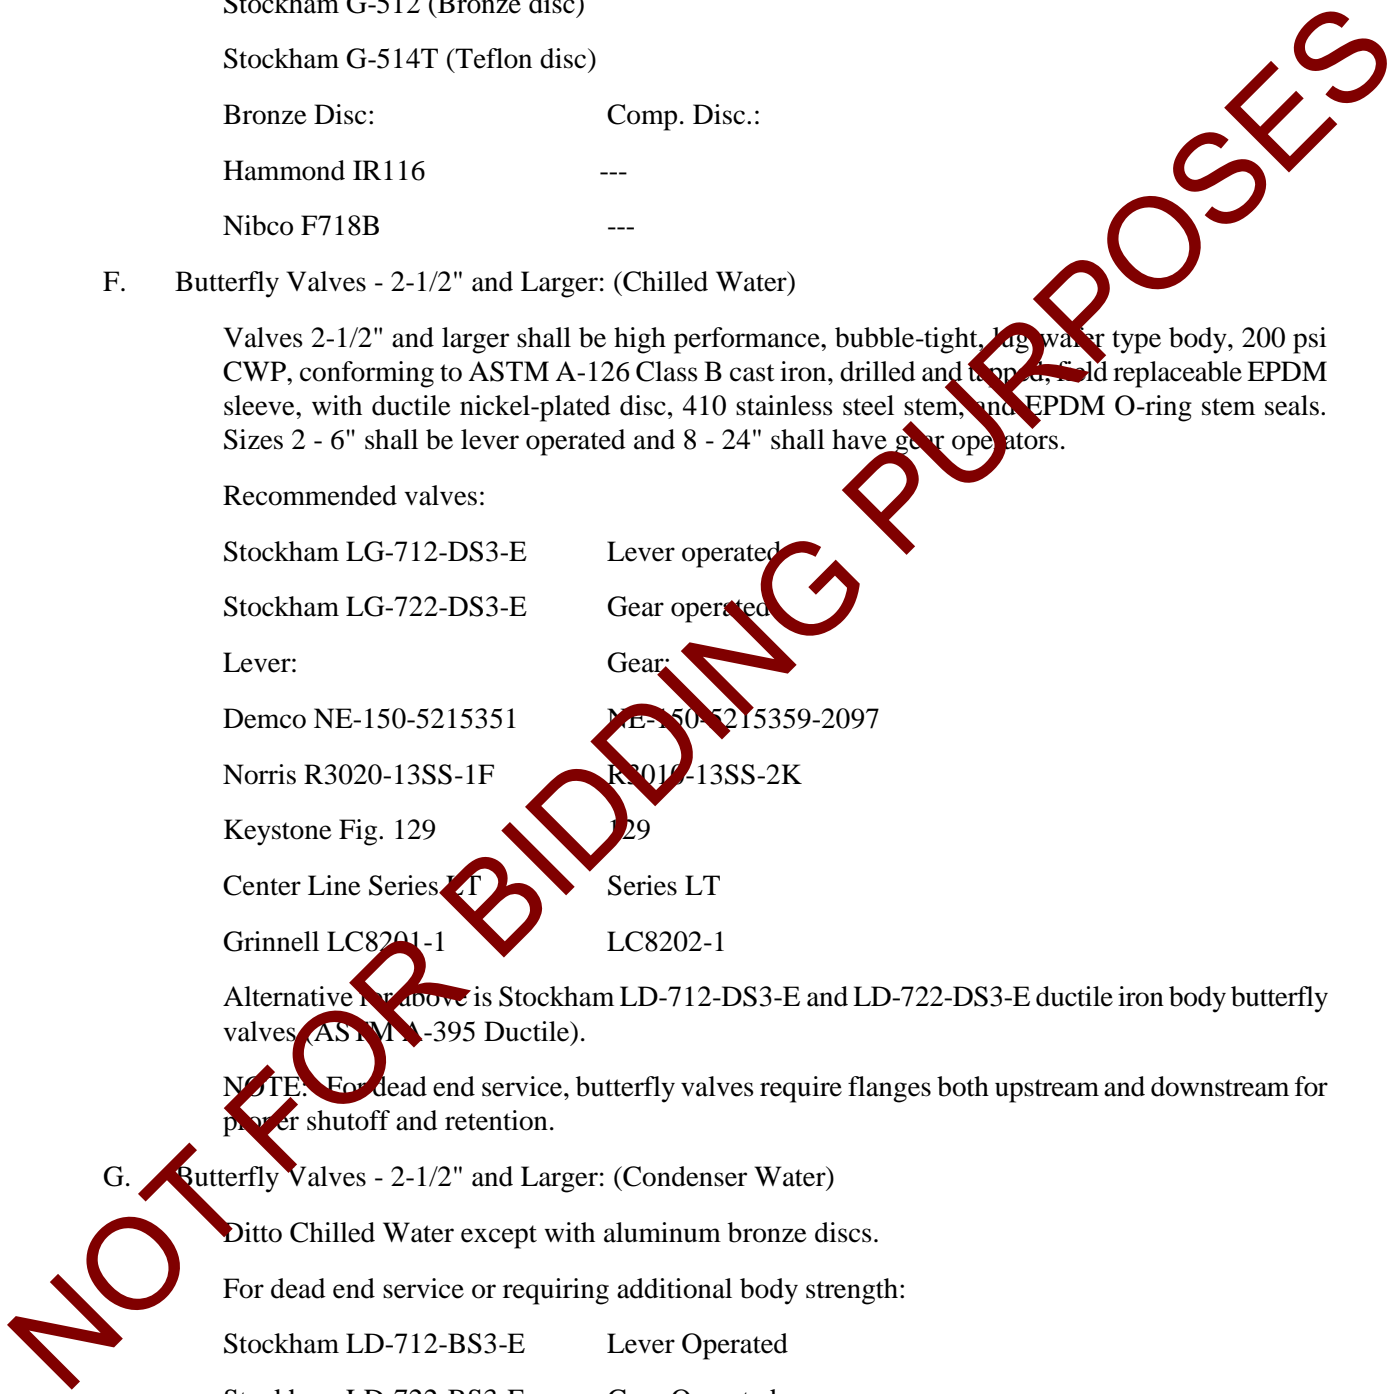 Stockham G-512 (Bronze disc)
Stockham G-514T (Teflon disc)
Bronze Disc: Comp. Disc.:
Hammond IR116 ---
Nibco F718B ---
F. Butterfly Valves - 2-1/2" and Larger: (Chilled Water)
Valves 2-1/2" and larger shall be high performance, bubble-tight, lug wafer type body, 200 psi
CWP, conforming to ASTM A-126 Class B cast iron, drilled and tapped, field replaceable EPDM
sleeve, with ductile nickel-plated disc, 410 stainless steel stem, and EPDM O-ring stem seals.
Sizes 2 - 6" shall be lever operated and 8 - 24" shall have gear operators.
Recommended valves:
Stockham LG-712-DS3-E Lever operated
Stockham LG-722-DS3-E Gear operated
Lever: Gear:
Demco NE-150-5215351 NE-150-5215359-2097
Norris R3020-13SS-1F R3010-13SS-2K
Keystone Fig. 129 129
Center Line Series LT Series LT
Grinnell LC8201-1 LC8202-1
Alternative for above is Stockham LD-712-DS3-E and LD-722-DS3-E ductile iron body butterfly
valves (ASTM A-395 Ductile).
NOTE: For dead end service, butterfly valves require flanges both upstream and downstream for
proper shutoff and retention.
G. Butterfly Valves - 2-1/2" and Larger: (Condenser Water)
Ditto Chilled Water except with aluminum bronze discs.
For dead end service or requiring additional body strength:
Stockham LD-712-BS3-E Lever Operated
Stockham LD-722-BS3-E Gear Operated
NOT FOR BIDDING PURPOSES